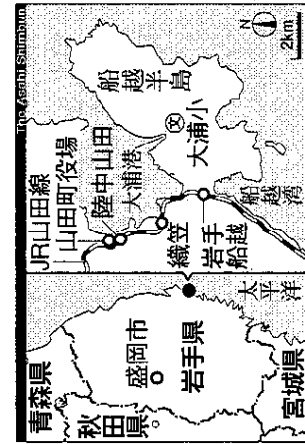 The Asahi Shimbun
JR山田線
山田町役場
陸中山田
大浦港
船越半島
大浦小
文
織笠
岩手船越
船越湾
N
2km
青森県
秋田県
盛岡市
岩手県
宮城県
太平洋